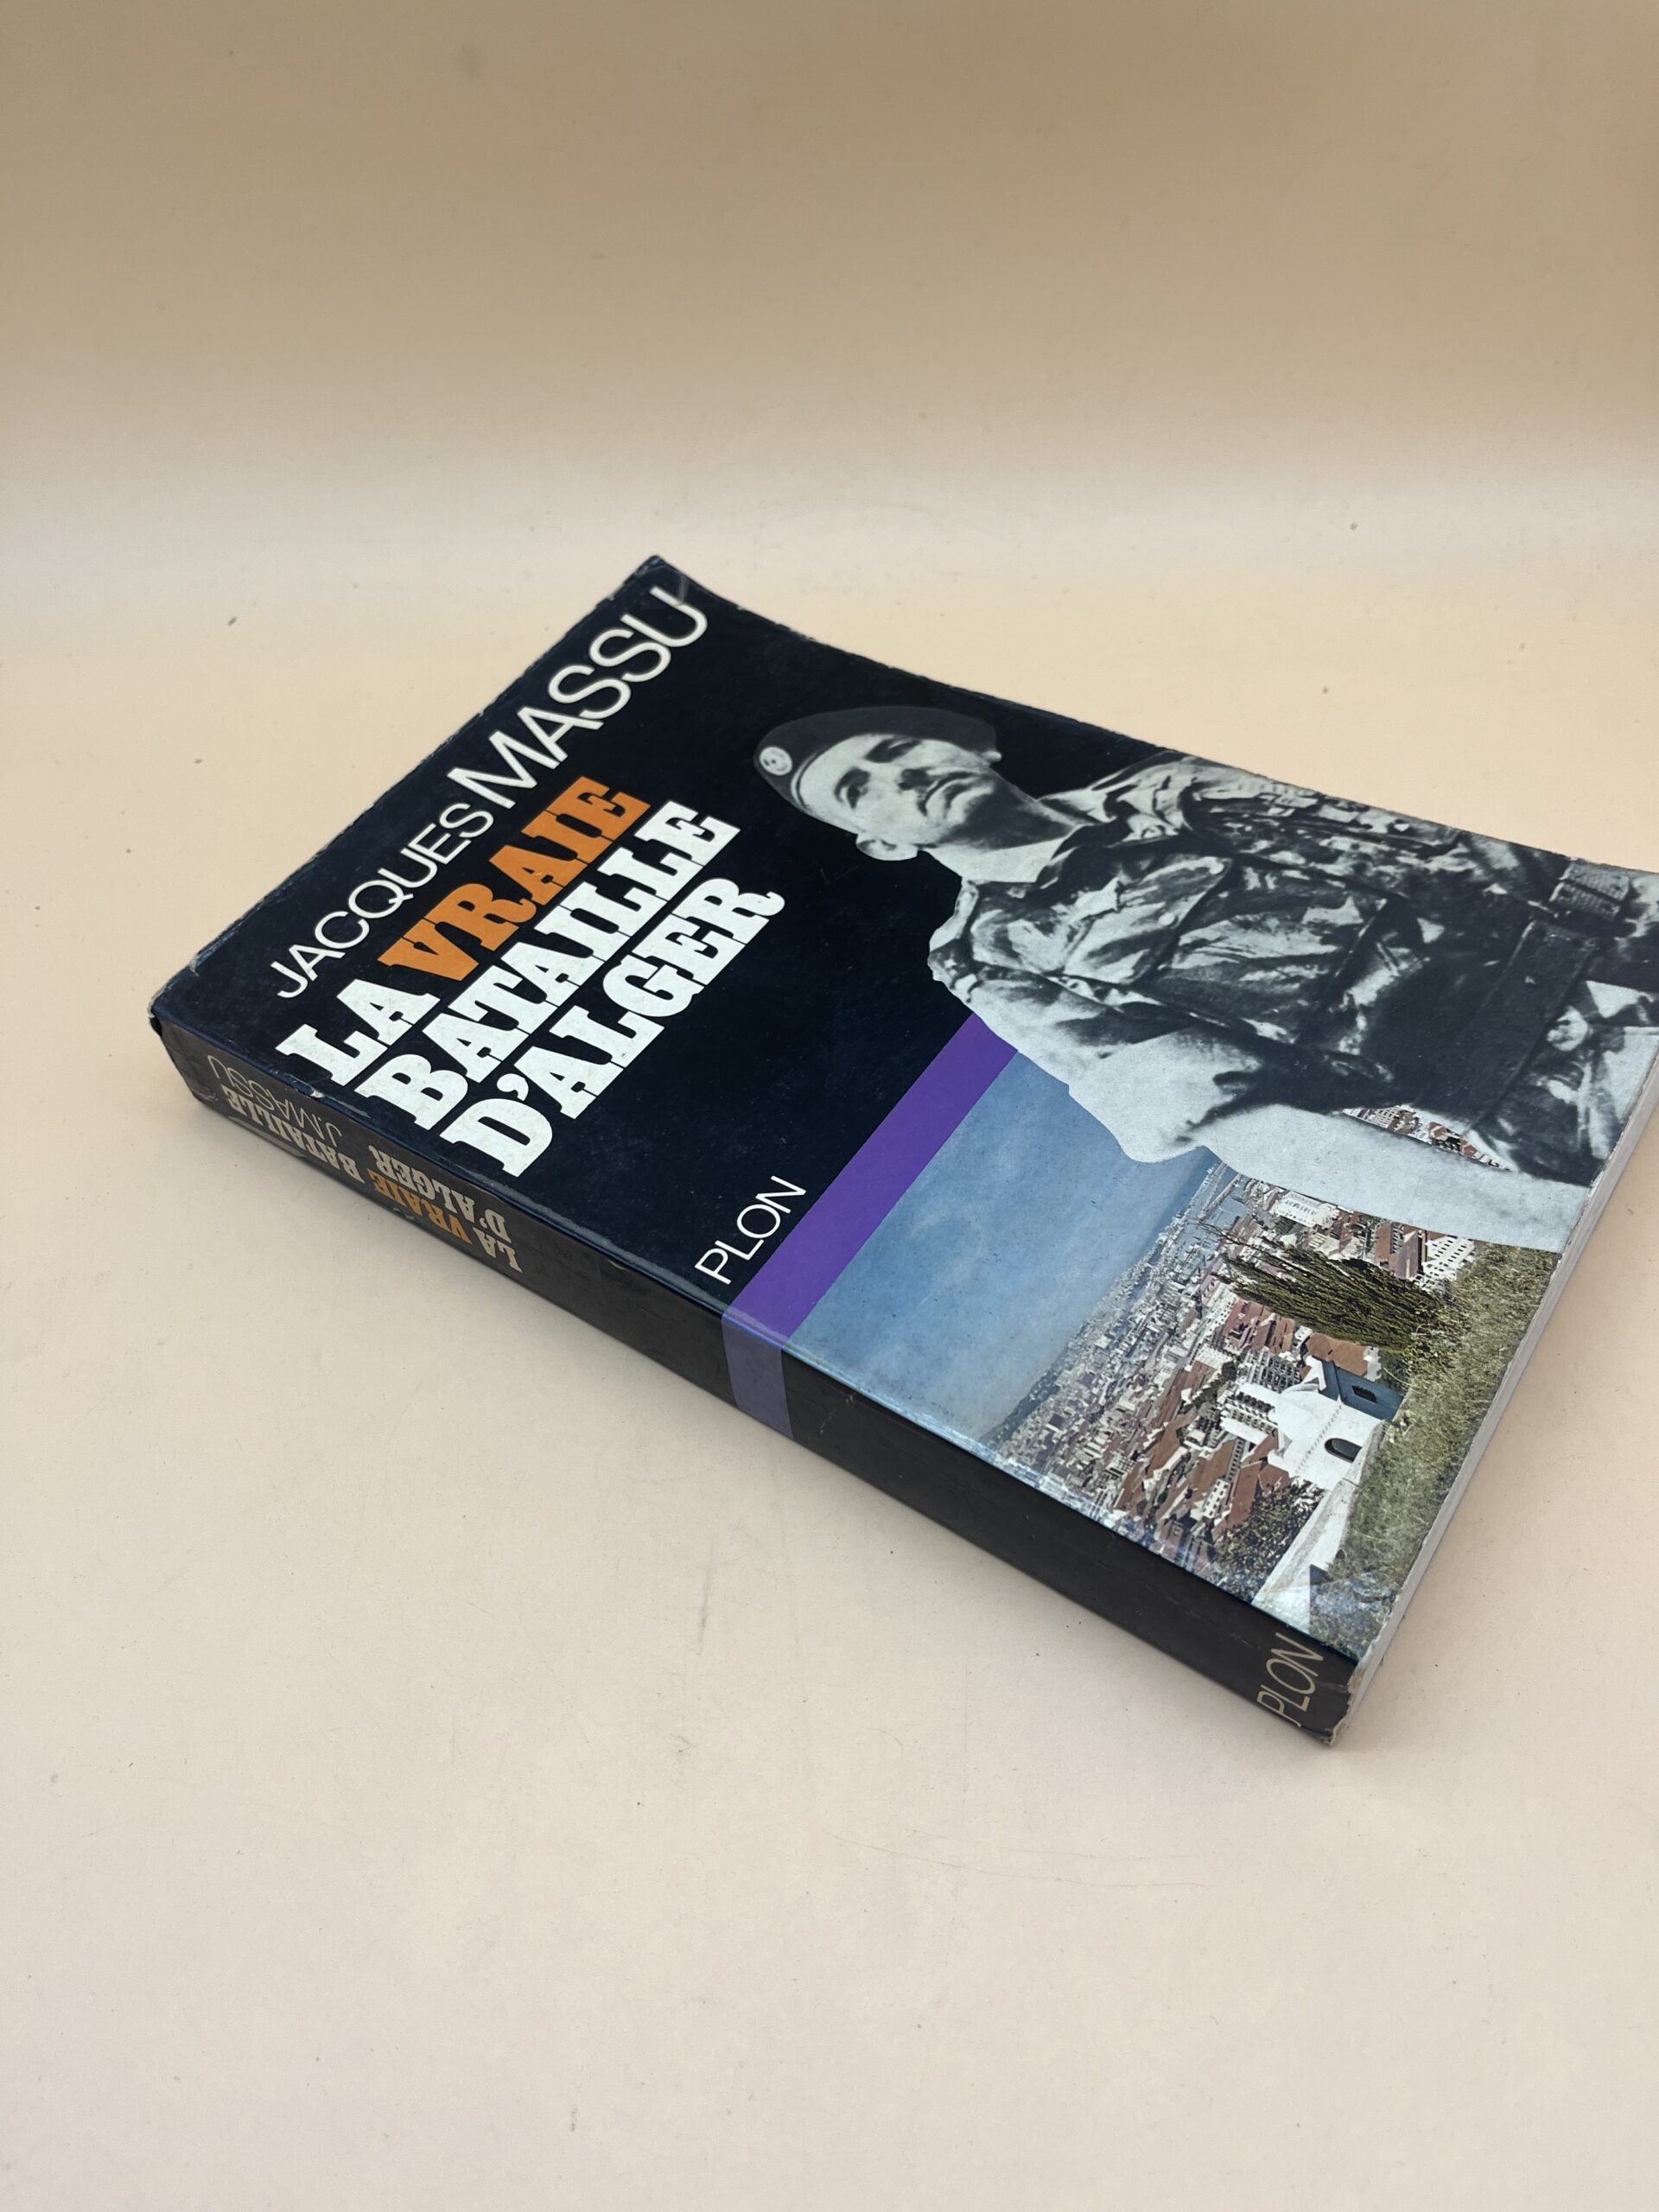 JACQUES MASSU
LA VRAIE
BATAILLE
D'ALGER
PLON
J.MASSU
LA VRAIE BATAILLE
D'ALGER
PLON